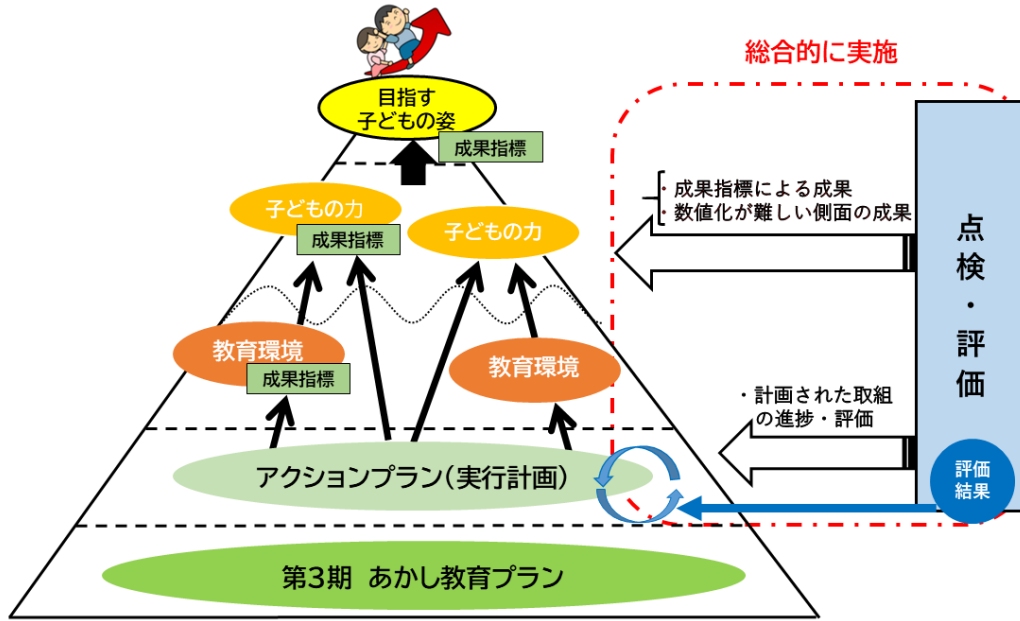 総合的に実施
目指す
子どもの姿
成果指標
子どもの力
成果指標
子どもの力
・成果指標による成果
・数値化が難しい側面の成果
点検・評価
教育環境
成果指標
教育環境
・計画された取組
の進捗・評価
アクションプラン(実行計画)
評価
結果
第3期 あかし教育プラン